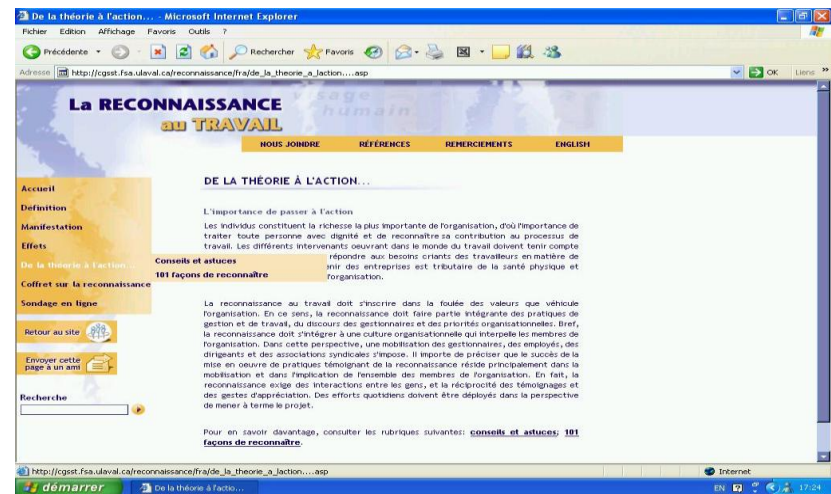 De la théorie à l'action... - Microsoft Internet Explorer
Fichier Edition Affichage Favoris Outils ?
Précédente Rechercher Favoris
Adresse http://cgsst.fsa.ulaval.ca/reconnaissance/fra/de_la_theorie_a_laction....asp OK Liens »
sage
humain
La RECONNAISSANCE
au TRAVAIL
NOUS JOINDRE RÉFÉRENCES REMERCIEMENTS ENGLISH
DE LA THÉORIE À L'ACTION...
Accueil
Définition
Manifestation
Effets
De la théorie à l'action...
Coffret sur la reconnaissance
Sondage en ligne
Conseils et astuces
101 façons de reconnaître
Retour au site
Envoyer cette
page à un ami
Recherche
L'importance de passer à l'action
Les individus constituent la richesse la plus importante de l'organisation, d'où l'importance de
traiter toute personne avec dignité et de reconnaître sa contribution au processus de
travail. Les différents intervenants oeuvrant dans le monde du travail doivent tenir compte
répondre aux besoins criants des travailleurs en matière de
nir des entreprises est tributaire de la santé physique et
l'organisation.
La reconnaissance au travail doit s'inscrire dans la foulée des valeurs que véhicule
l'organisation. En ce sens, la reconnaissance doit faire partie intégrante des pratiques de
gestion et de travail, du discours des gestionnaires et des priorités organisationnelles. Bref,
la reconnaissance doit s'intégrer à une culture organisationnelle qui interpelle les membres de
l'organisation. Dans cette perspective, une mobilisation des gestionnaires, des employés, des
dirigeants et des associations syndicales s'impose. Il importe de préciser que le succès de la
mise en oeuvre de pratiques témoignant de la reconnaissance réside principalement dans la
mobilisation et dans l'implication de l'ensemble des membres de l'organisation. En fait, la
reconnaissance exige des interactions entre les gens, et la réciprocité des témoignages et
des gestes d'appréciation. Des efforts quotidiens doivent être déployés dans la perspective
de mener à terme le projet.
Pour en savoir davantage, consulter les rubriques suivantes: conseils et astuces; 101
façons de reconnaître.
http://cgsst.fsa.ulaval.ca/reconnaissance/fra/de_la_theorie_a_laction....asp Internet
démarrer De la théorie à l'actio... EN 17:24